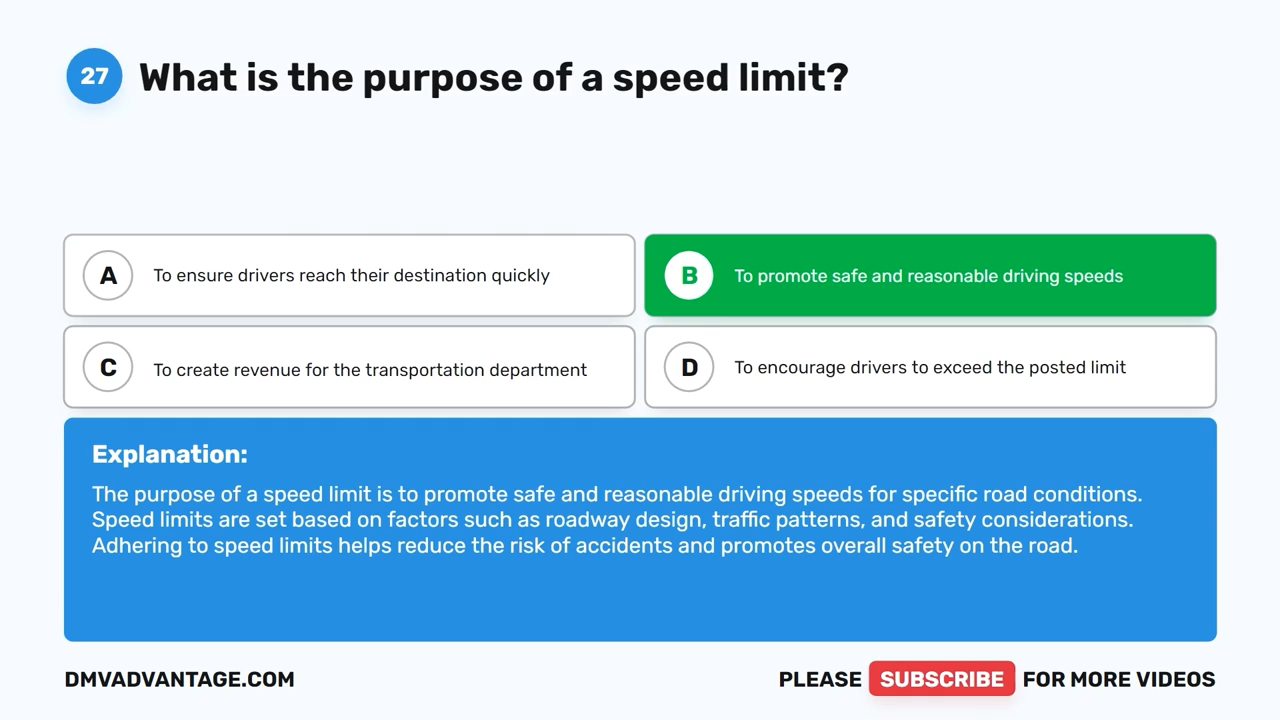 27 What is the purpose of a speed limit?
A To ensure drivers reach their destination quickly
B To promote safe and reasonable driving speeds
C To create revenue for the transportation department
D To encourage drivers to exceed the posted limit
Explanation:
The purpose of a speed limit is to promote safe and reasonable driving speeds for specific road conditions.
Speed limits are set based on factors such as roadway design, traffic patterns, and safety considerations.
Adhering to speed limits helps reduce the risk of accidents and promotes overall safety on the road.
DMVADVANTAGE.COM
PLEASE SUBSCRIBE FOR MORE VIDEOS